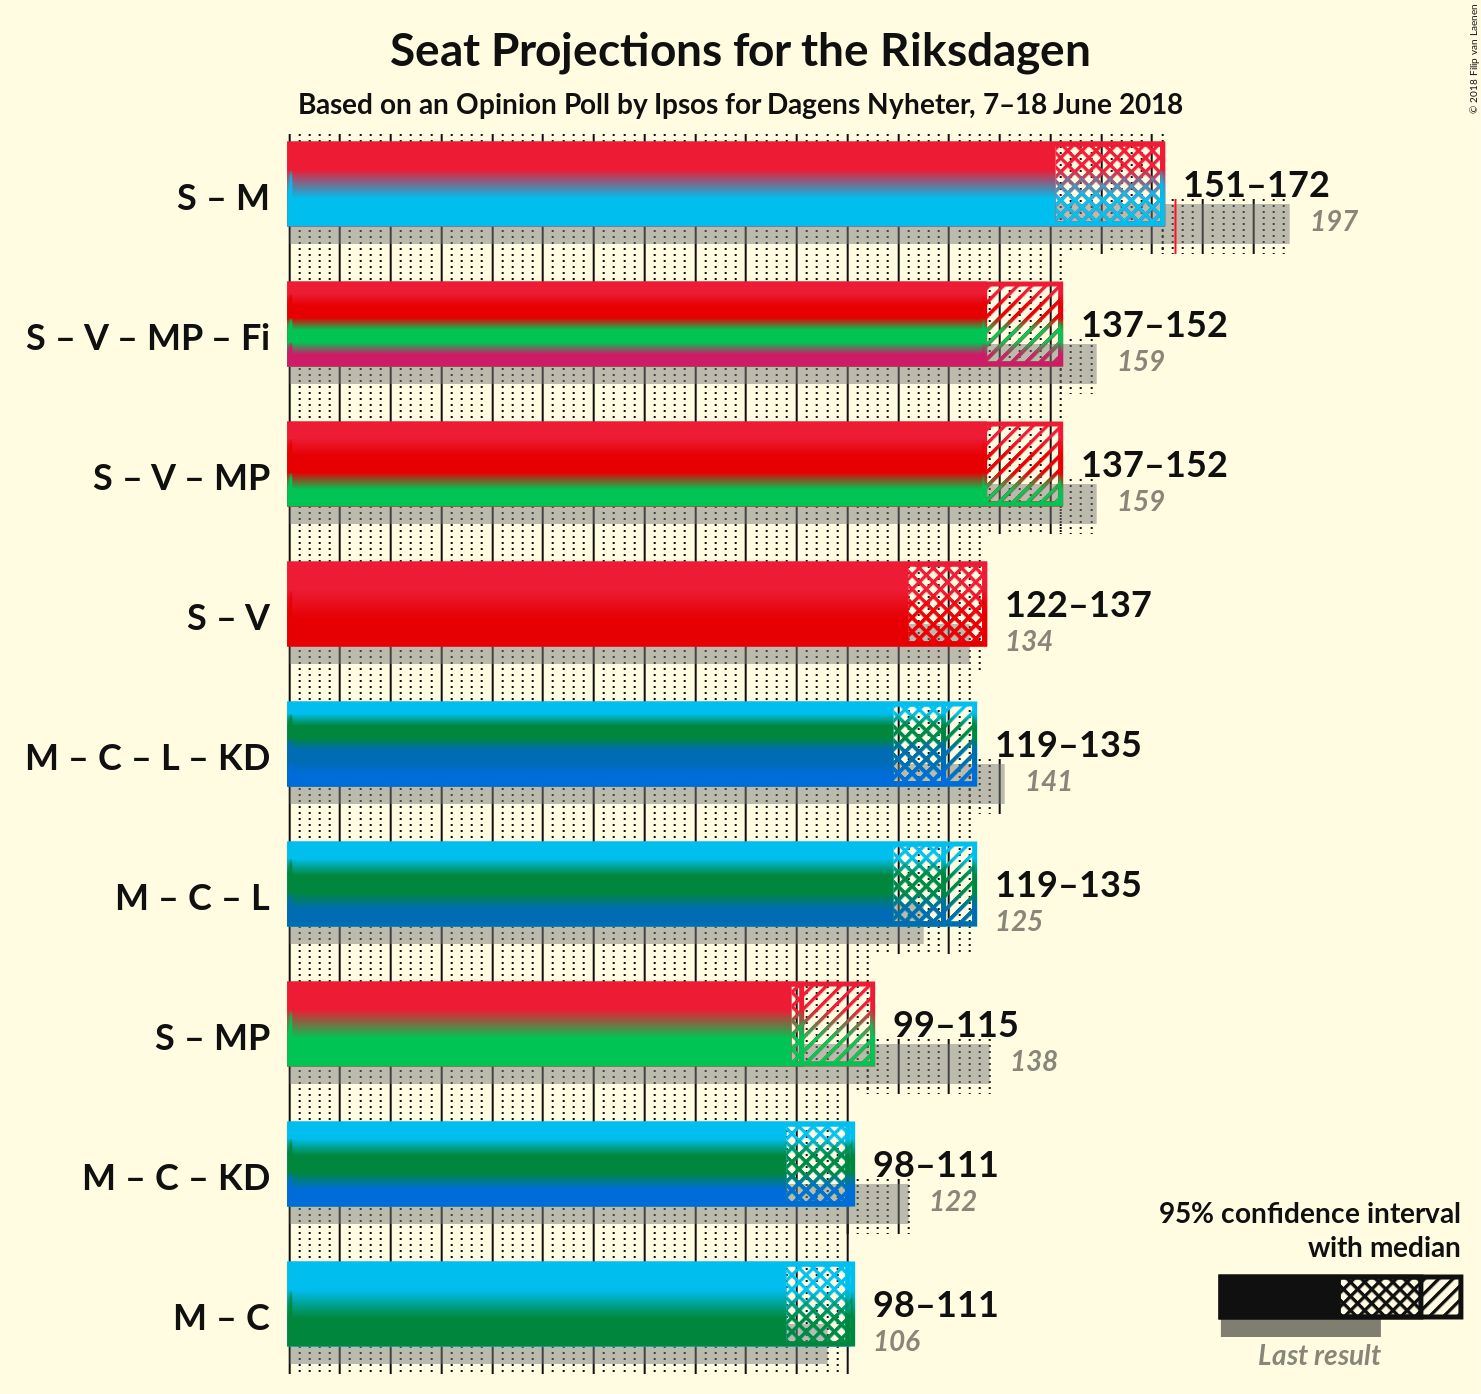 Seat Projections for the Riksdagen
Based on an Opinion Poll by Ipsos for Dagens Nyheter, 7–18 June 2018
© 2018 Filip van Laenen
S – M
151–172
197
S – V – MP – Fi
137–152
159
S – V – MP
137–152
159
S – V
122–137
134
M – C – L – KD
119–135
141
M – C – L
119–135
125
S – MP
99–115
138
M – C – KD
98–111
122
M – C
98–111
106
95% confidence interval
with median
Last result